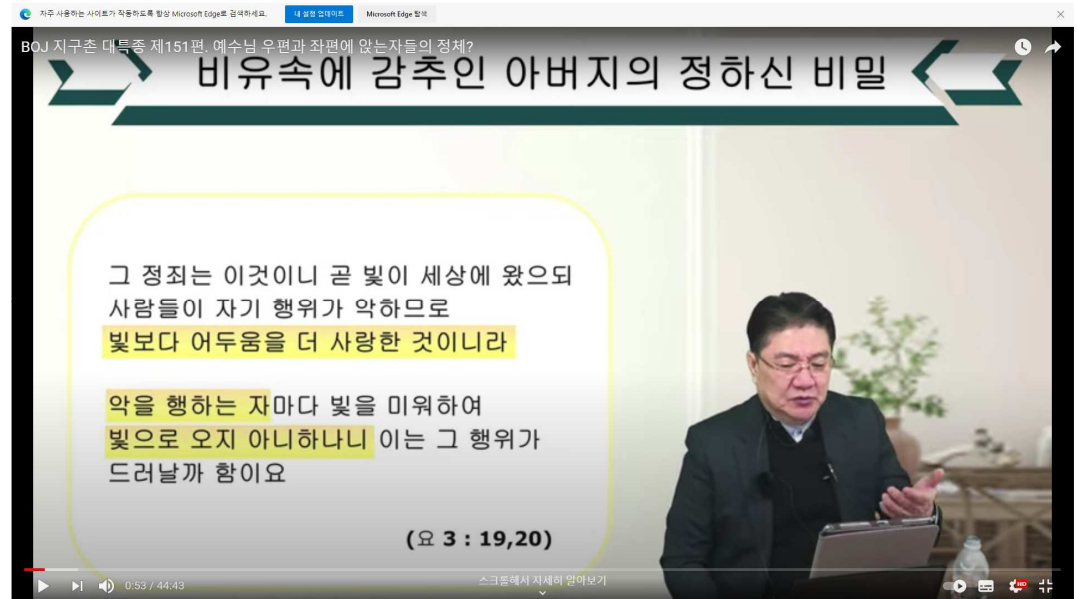 자주 사용하는 사이트가 작동하도록 항상 Microsoft Edge로 검색하세요.
내 설정 업데이트
Microsoft Edge 탐색
BOJ 지구촌 대특종 제151편. 예수님 우편과 좌편에 앉는자들의 정체?
비유속에 감추인 아버지의 정하신 비밀
그 정죄는 이것이니 곧 빛이 세상에 왔으되
사람들이 자기 행위가 악하므로
빛보다 어두움을 더 사랑한 것이니라
악을 행하는 자마다 빛을 미워하여
빛으로 오지 아니하나니 이는 그 행위가
드러날까 함이요
(요 3 : 19,20)
스크롤해서 자세히 알아보기
0:53 / 44:43
HD